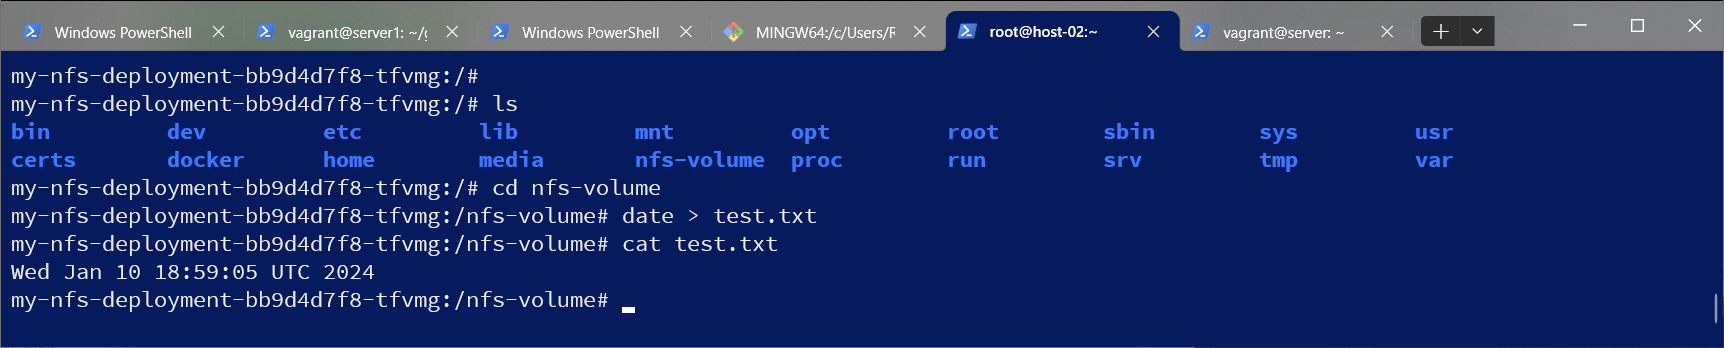 Windows PowerShell vagrant@server1: ~/g Windows PowerShell MINGW64:/c/Users/R root@host-02:~ vagrant@server: ~
my-nfs-deployment-bb9d4d7f8-tfvmg:/#
my-nfs-deployment-bb9d4d7f8-tfvmg:/# ls
bin dev etc lib mnt opt root sbin sys usr
certs docker home media nfs-volume proc run srv tmp var
my-nfs-deployment-bb9d4d7f8-tfvmg:/# cd nfs-volume
my-nfs-deployment-bb9d4d7f8-tfvmg:/nfs-volume# date > test.txt
my-nfs-deployment-bb9d4d7f8-tfvmg:/nfs-volume# cat test.txt
Wed Jan 10 18:59:05 UTC 2024
my-nfs-deployment-bb9d4d7f8-tfvmg:/nfs-volume#